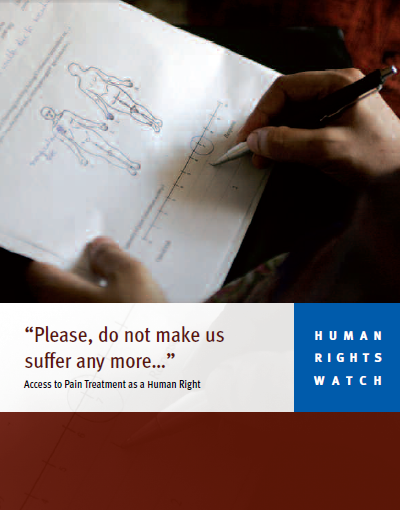 “Please, do not make us
suffer any more...”
Access to Pain Treatment as a Human Right
HUMAN
RIGHTS
WATCH